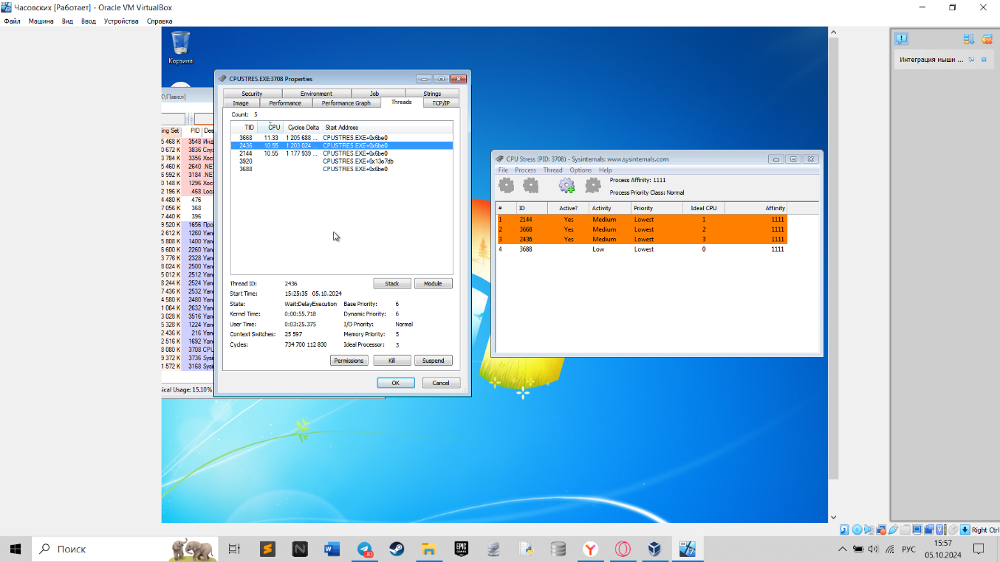 Часовских [Работает] - Oracle VM VirtualBox
Файл Машина Вид Ввод Устройства Справка
Корзина
Интеграция мыши ...
\Павел)
ing Set PID Des
5 468 K 3548 Инд
0 672 K 3836 Слу
3 784 K 3356 Хос
5 460 K 2640 .NET
6 592 K 3184 .NET
0 148 K 1296 Хос
2 196 K 468 Loca
4 480 K 476
7 056 K 368
7 440 K 396
9 520 K 1656 Про
2 612 K 1260 Yan
5 808 K 1400 Yan
6 600 K 2260 Yan
3 776 K 2328 Yan
8 024 K 2500 Yan
5 012 K 2512 Yan
8 244 K 2524 Yan
7 436 K 2532 Yan
4 580 K 2480 Yan
1 064 K 2632 Yan
3 028 K 3516 Yan
5 328 K 1224 Yan
2 436 K 216 Yan
2 516 K 1692 Yan
8 080 K 3708 CPU
9 372 K 3736 Sysi
1 572 K 3168 Sysi
ical Usage: 15.10%
CPUSTRES.EXE:3708 Properties
Security Environment Job Strings
Image Performance Performance Graph Threads TCP/IP
Count: 5
TID CPU Cycles Delta Start Address
3668 11.33 1 205 688 ... CPUSTRES.EXE+0x6be0
2436 10.55 1 203 024 ... CPUSTRES.EXE+0x6be0
2144 10.55 1 177 939 ... CPUSTRES.EXE+0x6be0
3920 CPUSTRES.EXE+0x13e7db
3688 CPUSTRES.EXE+0x6be0
Thread ID: 2436 Stack Module
Start Time: 15:25:35 05.10.2024
State: Wait:DelayExecution Base Priority: 6
Kernel Time: 0:00:55.718 Dynamic Priority: 6
User Time: 0:03:25.375 I/O Priority: Normal
Context Switches: 25 597 Memory Priority: 5
Cycles: 734 700 112 830 Ideal Processor: 3
Permissions Kill Suspend
OK Cancel
CPU Stress (PID: 3708) - Sysinternals: www.sysinternals.com
File Process Thread Options Help
Process Affinity: 1111
Process Priority Class: Normal
# ID Active? Activity Priority Ideal CPU Affinity
1 2144 Yes Medium Lowest 1 1111
2 3668 Yes Medium Lowest 2 1111
3 2436 Yes Medium Lowest 3 1111
4 3688 Low Lowest 0 1111
Right Ctrl
Поиск
83
EPIC GAMES
РУС
15:57
05.10.2024